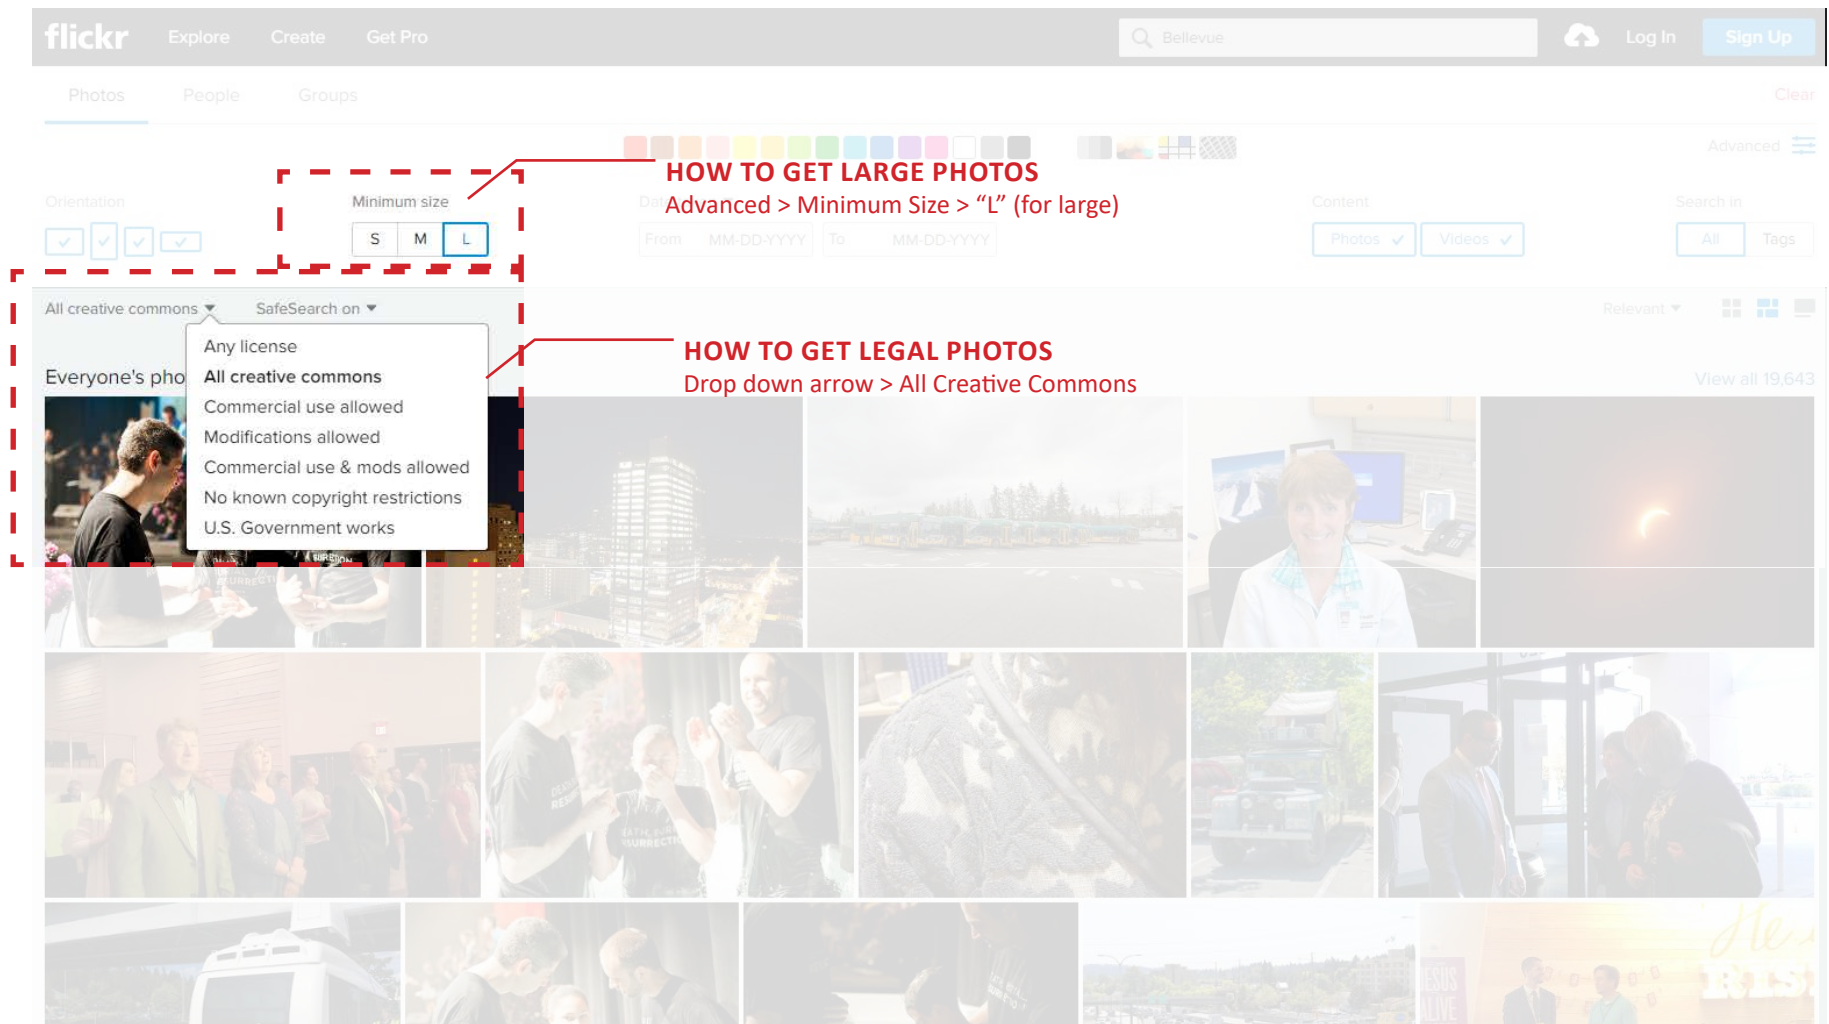 flickr Explore Create Get Pro Bellevue Log In Sign Up
Photos People Groups Clear
Advanced
HOW TO GET LARGE PHOTOS
Advanced > Minimum Size > “L” (for large)
Orientation Minimum size Content Search in
S M L From MM-DD-YYYY To MM-DD-YYYY Photos Videos All Tags
All creative commons SafeSearch on Relevant
Any license
All creative commons
Commercial use allowed
Modifications allowed
Commercial use & mods allowed
No known copyright restrictions
U.S. Government works
HOW TO GET LEGAL PHOTOS
Drop down arrow > All Creative Commons
Everyone's pho View all 19,643
JESUS
ALIVE